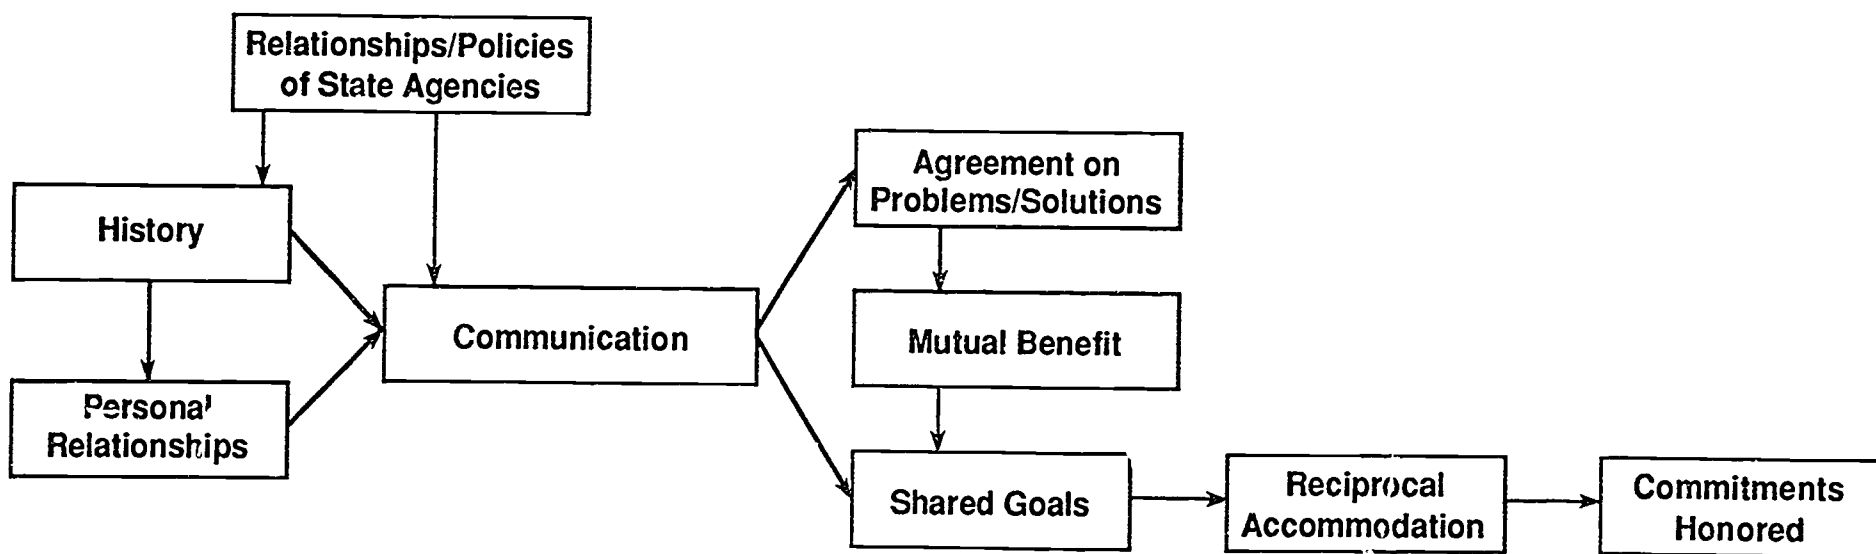 Relationships/Policies
of State Agencies
History
Personal
Relationships
Communication
Agreement on
Problems/Solutions
Mutual Benefit
Shared Goals
Reciprocal
Accommodation
Commitments
Honored